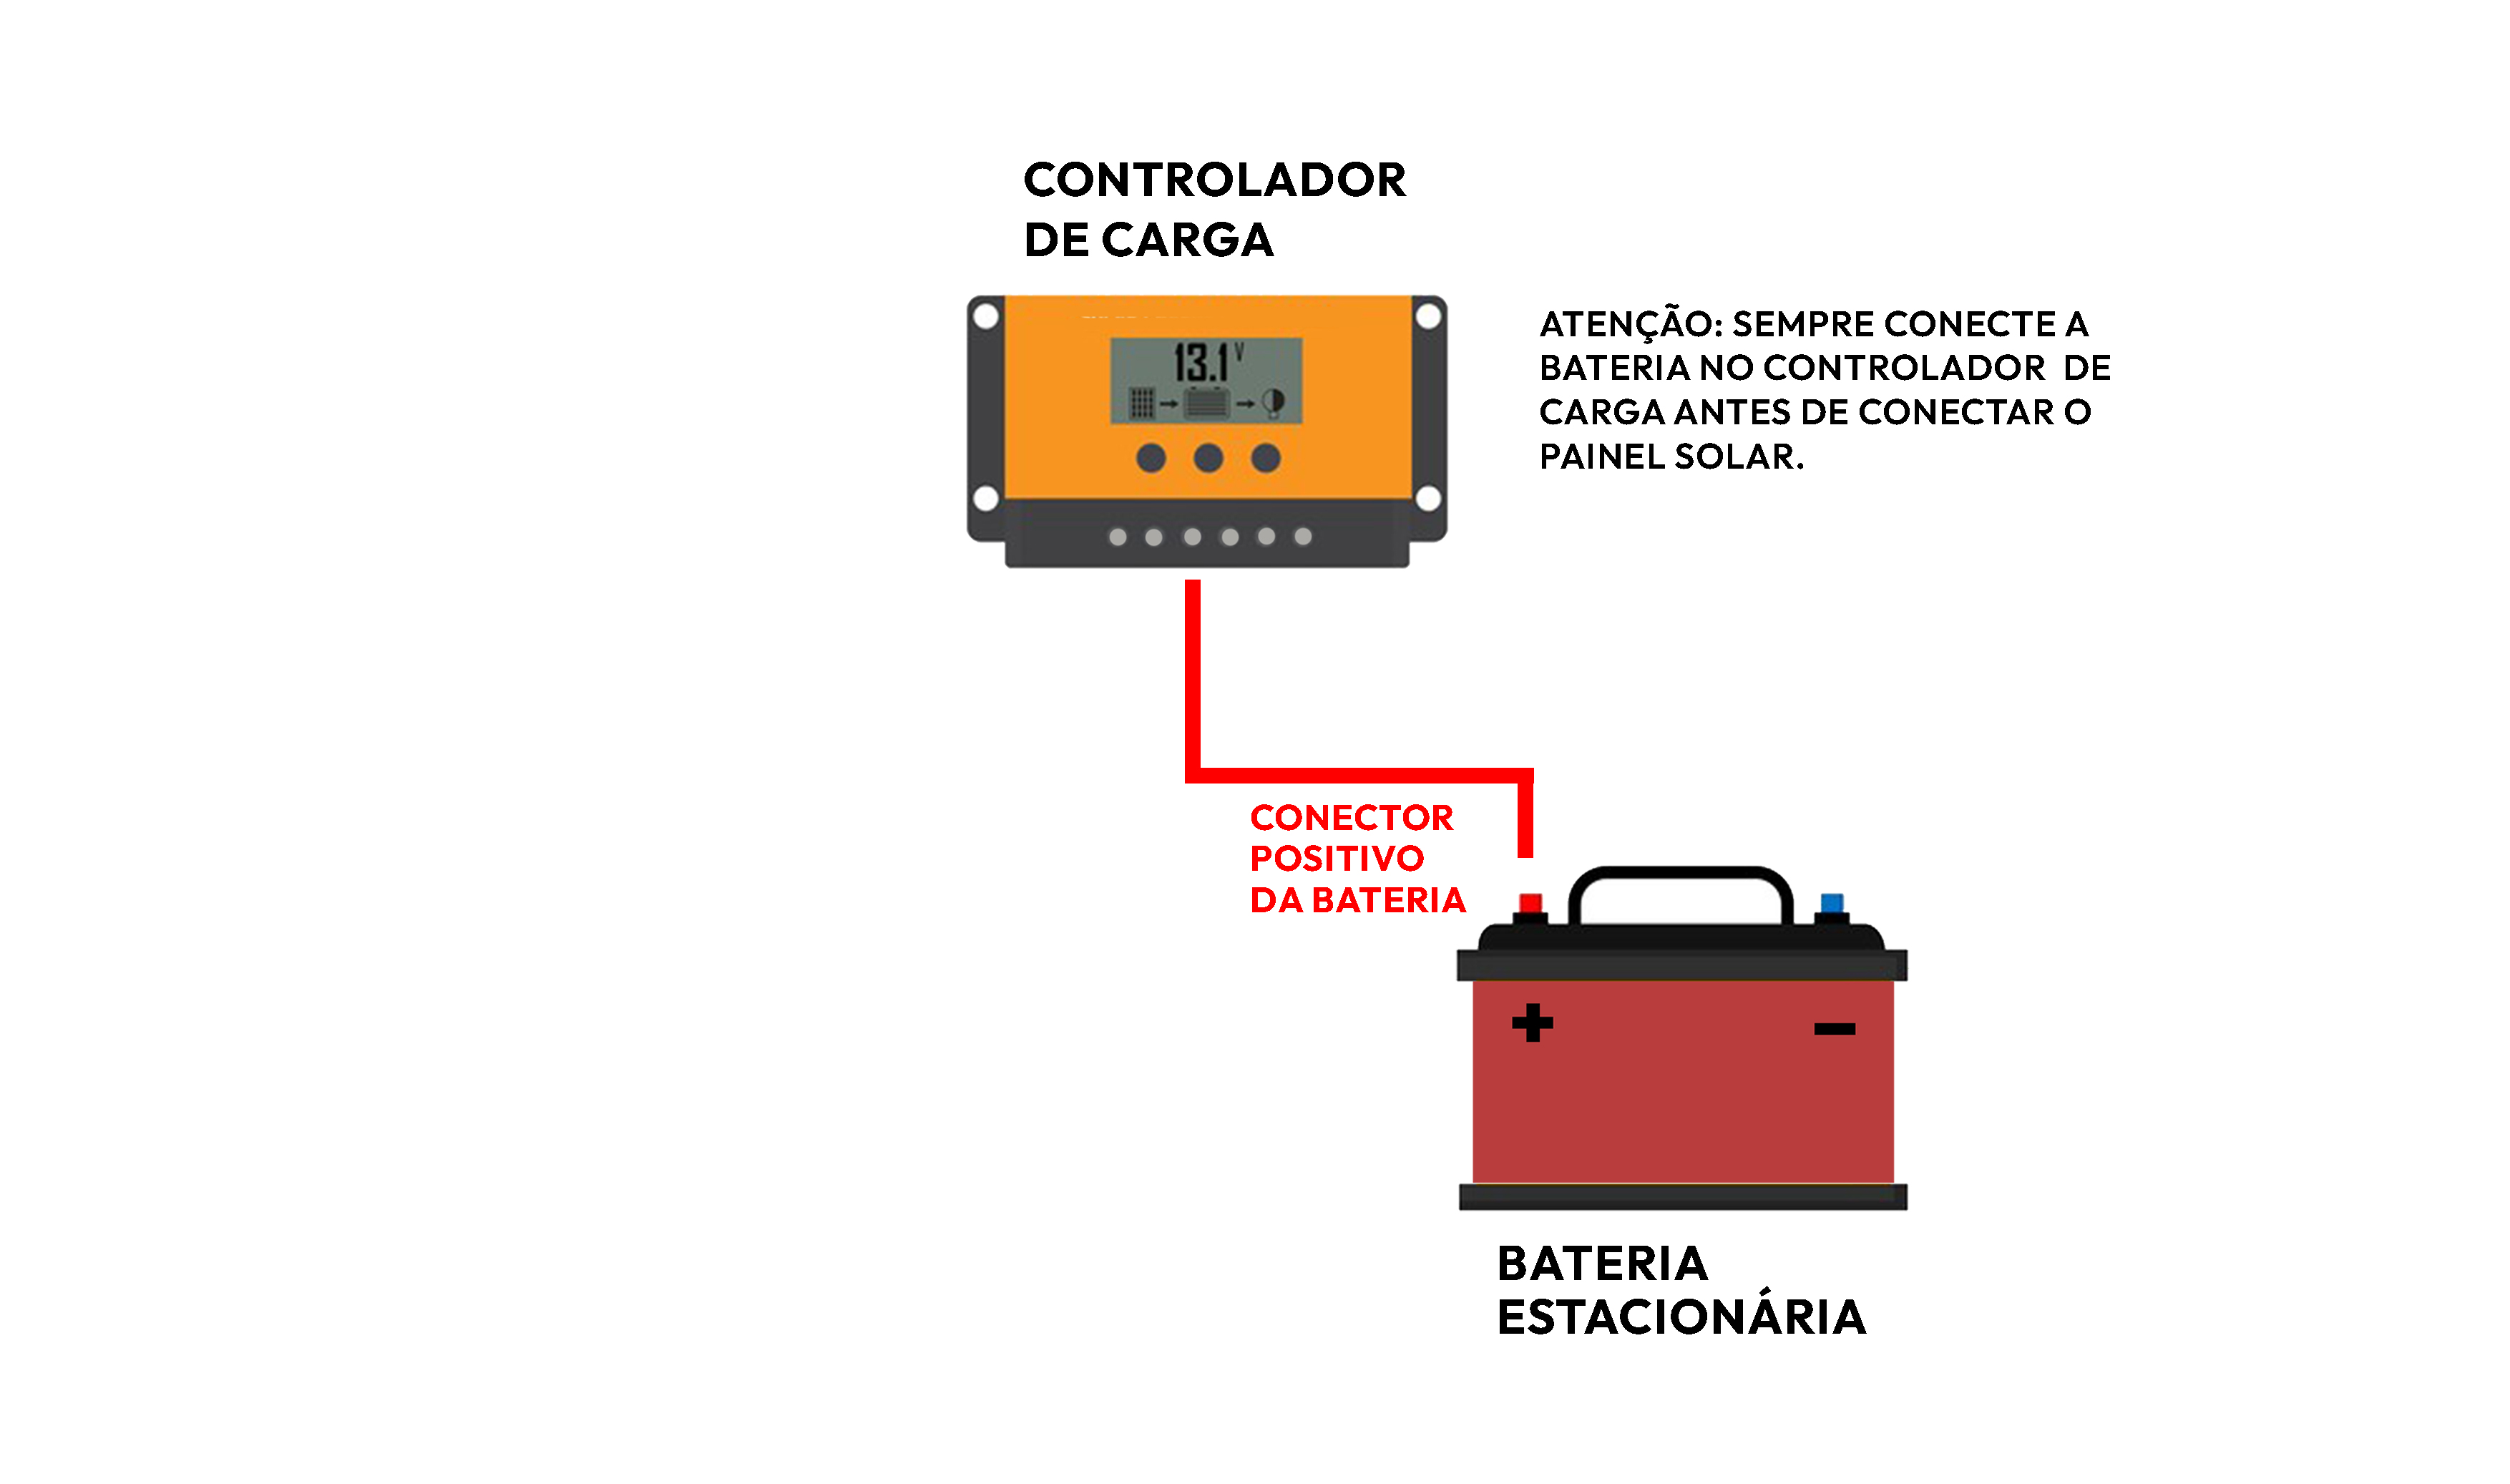 CONTROLADOR
DE CARGA
13.1 V
ATENÇÃO: SEMPRE CONECTE A
BATERIA NO CONTROLADOR DE
CARGA ANTES DE CONECTAR O
PAINEL SOLAR.
CONECTOR
POSITIVO
DA BATERIA
+ −
BATERIA
ESTACIONÁRIA